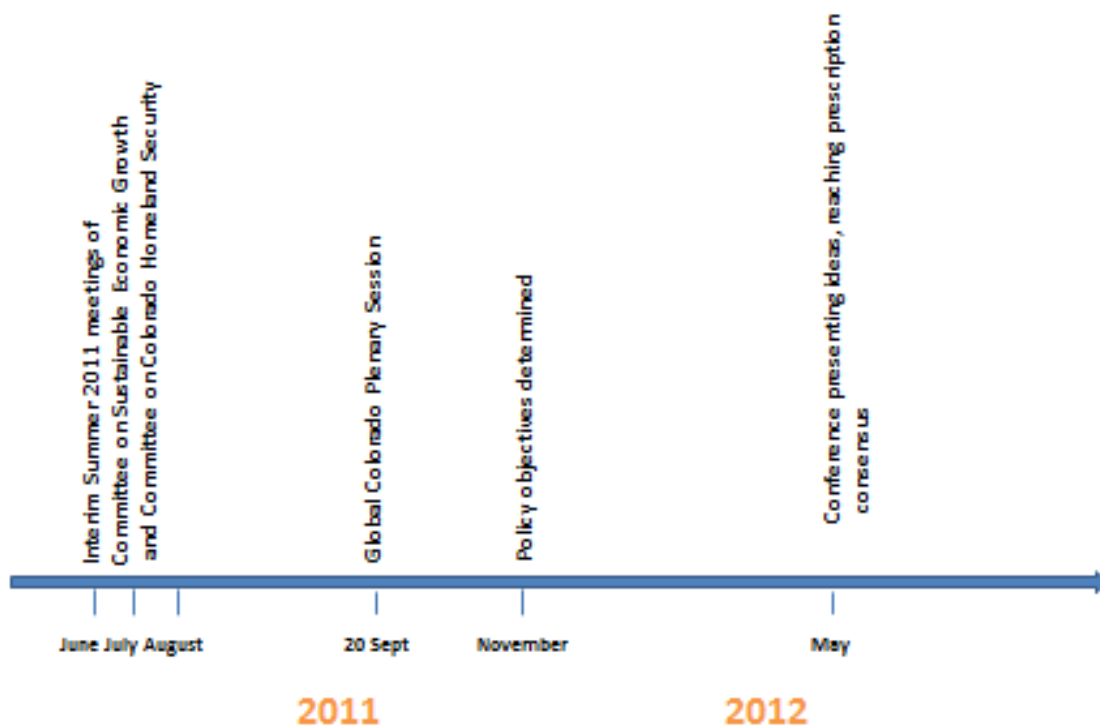 Interim Summer 2011 meetings of
Committee on Sustainable Economic Growth
and Committee on Colorado Homeland Security
Global Colorado Plenary Session
Policy objectives determined
Conference presenting ideas, reaching prescription
consensus
June July August
20 Sept
November
May
2011
2012